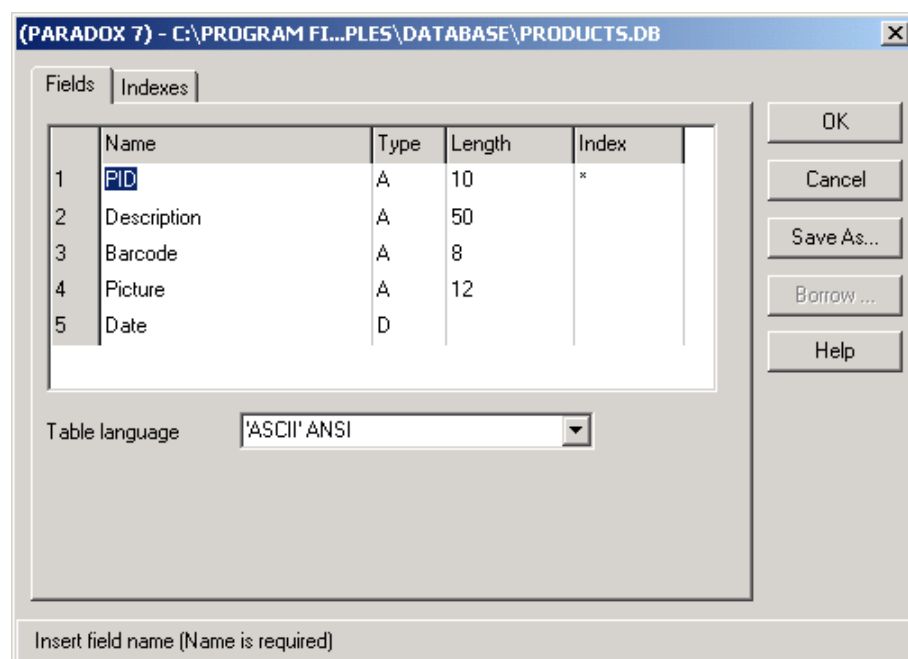 (PARADOX 7) - C:\PROGRAM FI...PLES\DATABASE\PRODUCTS.DB
Fields Indexes
Name Type Length Index
1 PID A 10 *
2 Description A 50
3 Barcode A 8
4 Picture A 12
5 Date D
Table language 'ASCII' ANSI
OK
Cancel
Save As...
Borrow ...
Help
Insert field name (Name is required)